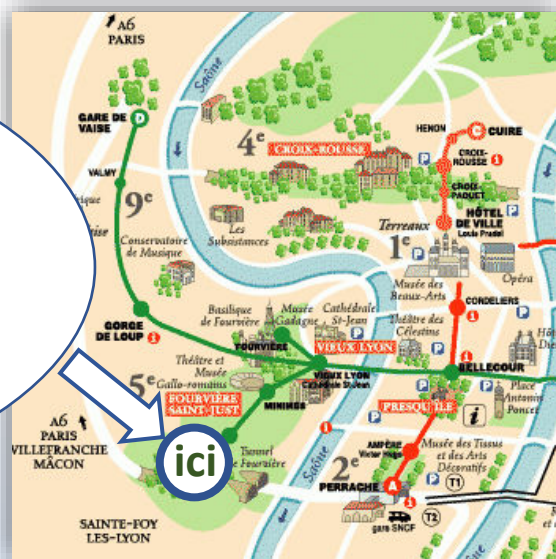 A6
PARIS
Saône
GARE DE
VAISE
D
VALMY
9e
Conservatoire
de Musique
GORGE
DE LOUP
i
4e
CROIX-ROUSSE
P
HENON
C
CUIRE
CROIX-
ROUSSE
i
CROIX-
PAQUET
P
Les
Subsistances
Terreaux
1er
HÔTEL
DE VILLE
Louis Pradel
P
P
Opéra
Musée des
Beaux-Arts
CORDELIERS
i
Basilique
de Fourvière
Musée
Gadagne
Cathédrale
St-Jean
Théâtre des
Célestins
FOURVIÈRE
VIEUX LYON
P
i
BELLECOUR
VIEUX LYON
Cathédrale St-Jean
Théâtre et
Musée
Gallo-romains
5e
FOURVIÈRE
SAINT-JUST
MINIMES
PRESQU'ILE
i
Place
Antonin
Poncet
P
A6
PARIS
VILLEFRANCHE
MÂCON
ici
Tunnel
de Fourvière
Saône
i
2e
AMPÈRE
Victor Hugo
Musée des Tissus
et des Arts
Décoratifs
T1
P
PERRACHE
A
i
gare SNCF
T2
SAINTE-FOY
LES-LYON